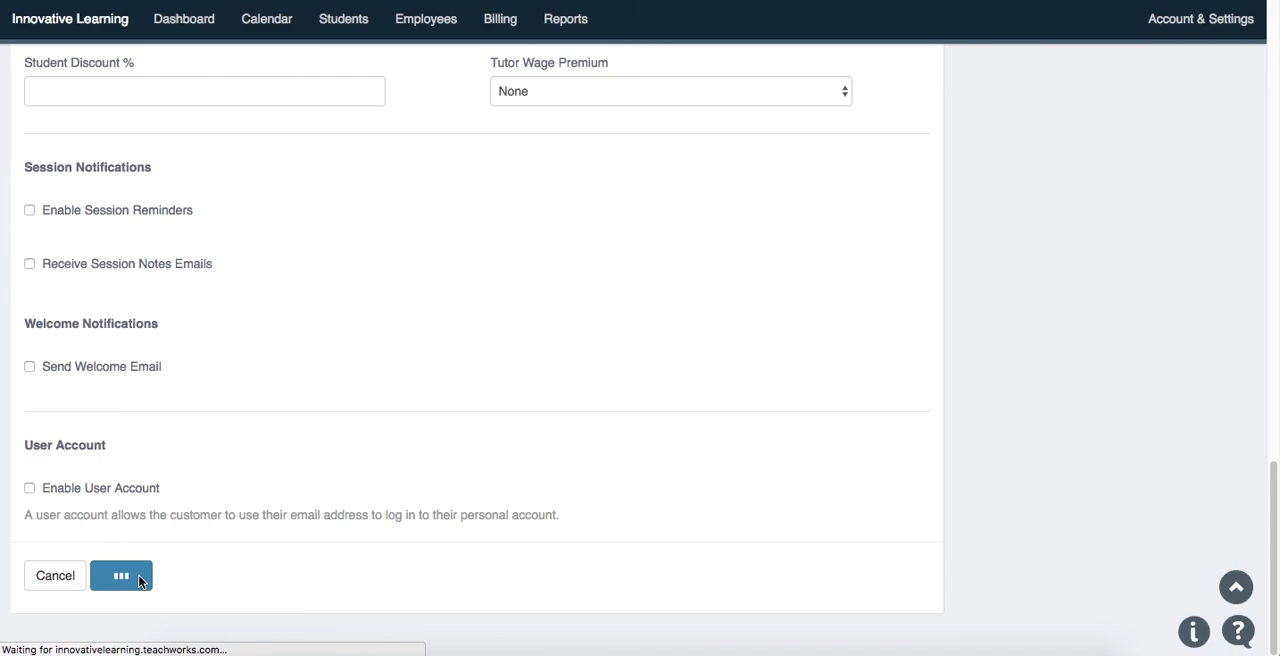 Innovative Learning Dashboard Calendar Students Employees Billing Reports Account & Settings
Student Discount % Tutor Wage Premium
None
Session Notifications
Enable Session Reminders
Receive Session Notes Emails
Welcome Notifications
Send Welcome Email
User Account
Enable User Account
A user account allows the customer to use their email address to log in to their personal account.
Cancel
Waiting for innovativelearning.teachworks.com...